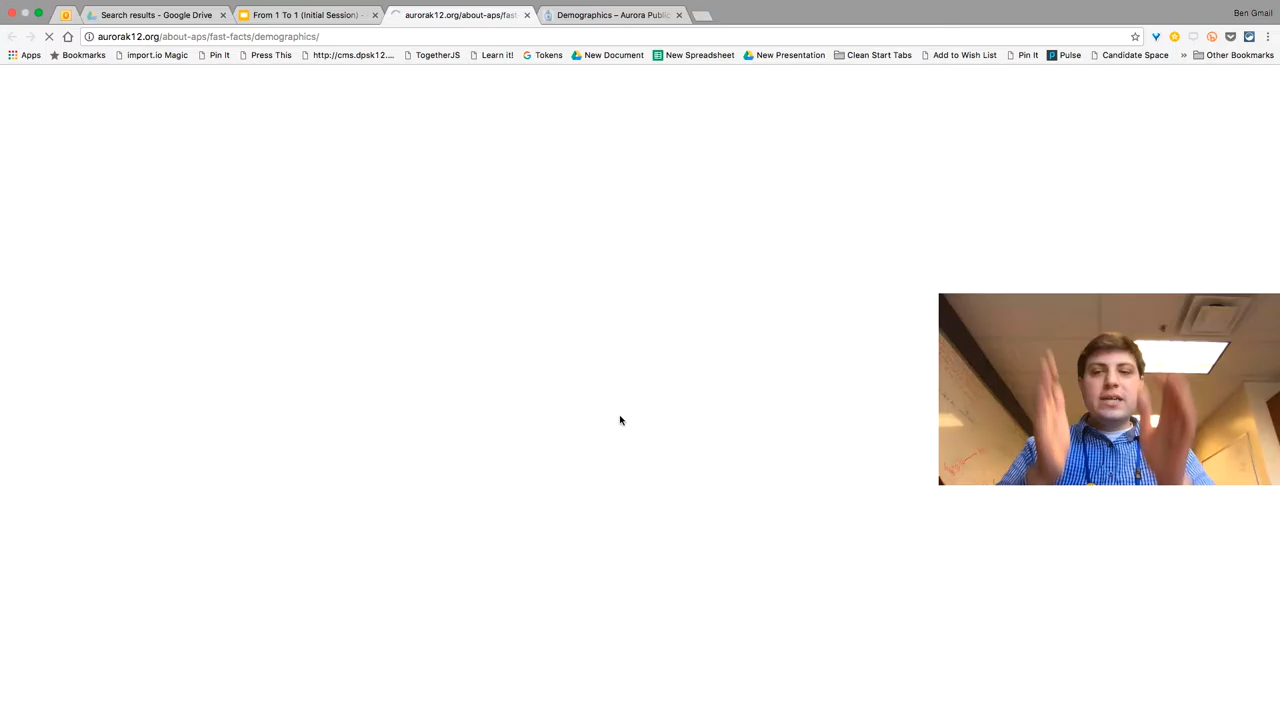 Search results - Google Drive
From 1 To 1 (Initial Session) -
aurorak12.org/about-aps/fast-
Demographics – Aurora Public
Ben Gmail
aurorak12.org/about-aps/fast-facts/demographics/
Apps Bookmarks import.io Magic Pin It Press This http://cms.dpsk12.... TogetherJS Learn it! Tokens New Document New Spreadsheet New Presentation Clean Start Tabs Add to Wish List Pin It Pulse Candidate Space » Other Bookmarks